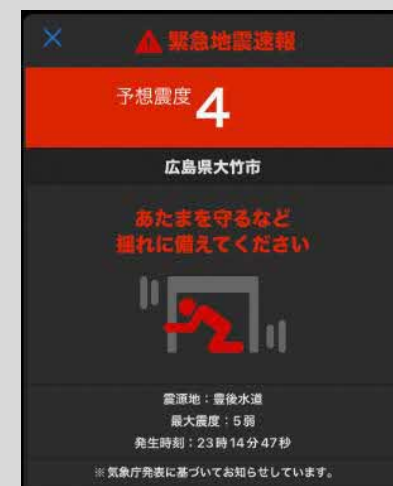 緊急地震速報
予想震度 4
広島県大竹市
あたまを守るなど
揺れに備えてください
震源地：豊後水道
最大震度：5弱
発生時刻：23時14分47秒
※気象庁発表に基づいてお知らせしています。